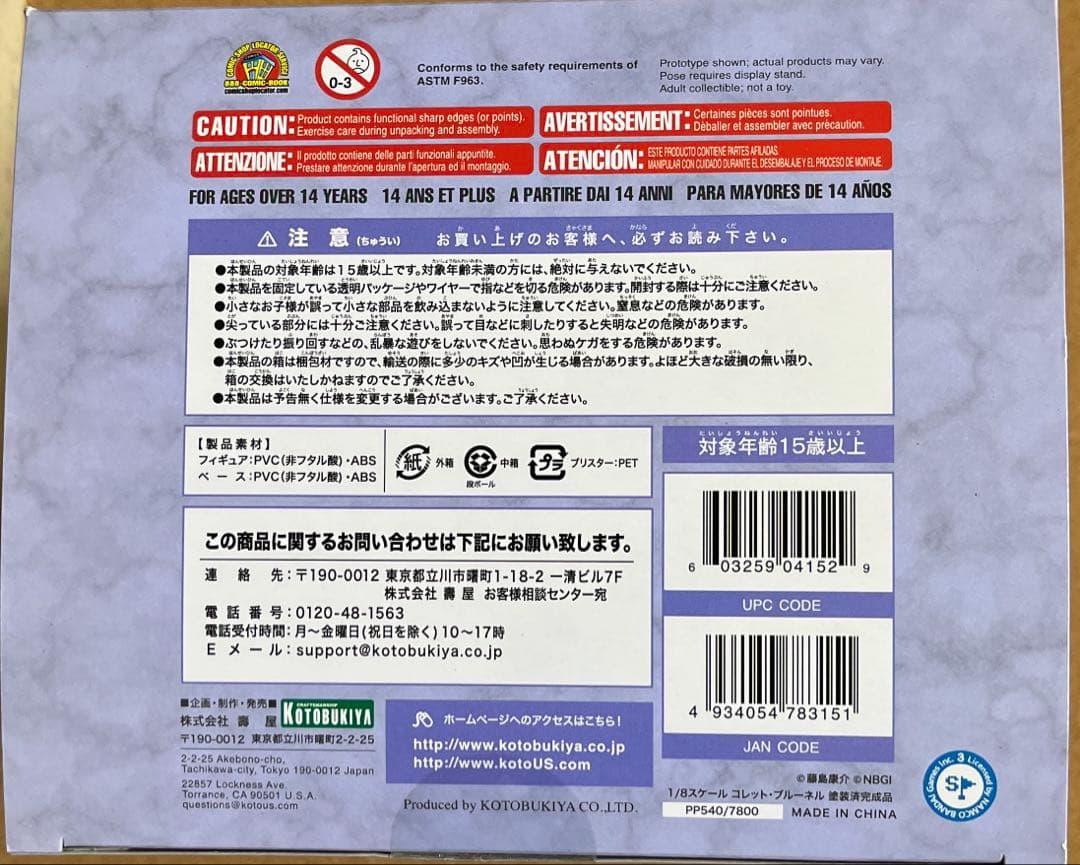 COMIC SHOP LOCATOR SERVICE
888-COMIC-BOOK
comicshoplocator.com
0-3
Conforms to the safety requirements of
ASTM F963.
Prototype shown; actual products may vary.
Pose requires display stand.
Adult collectible; not a toy.
CAUTION: Product contains functional sharp edges (or points).
Exercise care during unpacking and assembly.
AVERTISSEMENT: Certaines pièces sont pointues.
Déballer et assembler avec précaution.
ATTENZIONE: Il prodotto contiene delle parti funzionali appuntite.
Prestare attenzione durante l'apertura ed il montaggio.
ATENCIÓN: ESTE PRODUCTO CONTIENE PARTES AFILADAS.
MANIPULAR CON CUIDADO DURANTE EL DESEMBALAJE Y EL PROCESO DE MONTAJE.
FOR AGES OVER 14 YEARS 14 ANS ET PLUS A PARTIRE DAI 14 ANNI PARA MAYORES DE 14 AÑOS
⚠ 注 意 (ちゅうい) お買い上げのお客様へ、必ずお読み下さい。
●本製品の対象年齢は15歳以上です。対象年齢未満の方には、絶対に与えないでください。
●本製品を固定している透明パッケージやワイヤーで指などを切る危険があります。開封する際は十分にご注意ください。
●小さなお子様が誤って小さな部品を飲み込まないように注意してください。窒息などの危険があります。
●尖っている部分には十分ご注意ください。誤って目などに刺したりすると失明などの危険があります。
●ぶつけたり振り回すなどの、乱暴な遊びをしないでください。思わぬケガをする危険があります。
●本製品の箱は梱包材ですので、輸送の際に多少のキズや凹が生じる場合があります。よほど大きな破損の無い限り、
箱の交換はいたしかねますのでご了承ください。
●本製品は予告無く仕様を変更する場合がございます。ご了承ください。
【製品素材】
フィギュア:PVC(非フタル酸)・ABS
ベース:PVC(非フタル酸)・ABS
紙 外箱
中箱
段ボール
プラ ブリスター:PET
対象年齢15歳以上
たいしょうねんれい さいいじょう
この商品に関するお問い合わせは下記にお願い致します。
連絡先:〒190-0012 東京都立川市曙町1-18-2 一清ビル7F
株式会社 壽屋 お客様相談センター宛
電話番号:0120-48-1563
電話受付時間:月〜金曜日(祝日を除く)10〜17時
Eメール:support@kotobukiya.co.jp
6 03259 04152 9
UPC CODE
4 934054 783151
JAN CODE
■企画・制作・発売■
株式会社 壽 屋
CRAFTSMANSHIP
KOTOBUKIYA
〒190-0012 東京都立川市曙町2-2-25
2-2-25 Akebono-cho,
Tachikawa-city, Tokyo 190-0012 Japan
22857 Lockness Ave.
Torrance, CA 90501 U.S.A.
questions@kotous.com
ホームページへのアクセスはこちら!
http://www.kotobukiya.co.jp
http://www.kotoUS.com
Produced by KOTOBUKIYA CO.,LTD.
©藤島康介 ©NBGI
1/8スケール コレット・ブルーネル 塗装済完成品
PP540/7800 MADE IN CHINA
Licensed by NAMCO BANDAI Games Inc. 3
SP